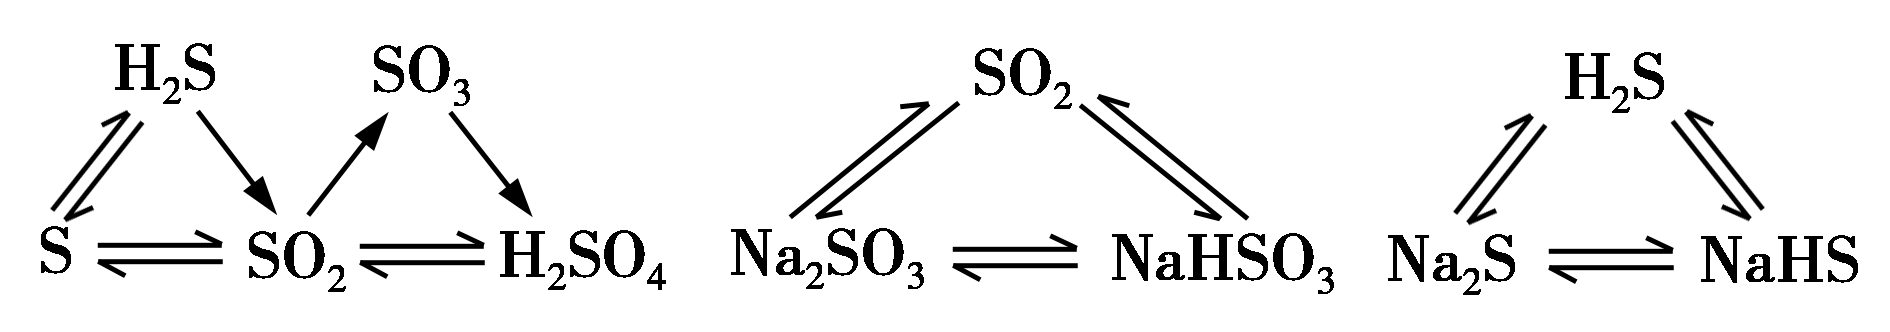 H₂S SO₃ SO₂ H₂S
S ⇌ SO₂ ⇌ H₂SO₄ Na₂SO₃ ⇌ NaHSO₃ Na₂S ⇌ NaHS